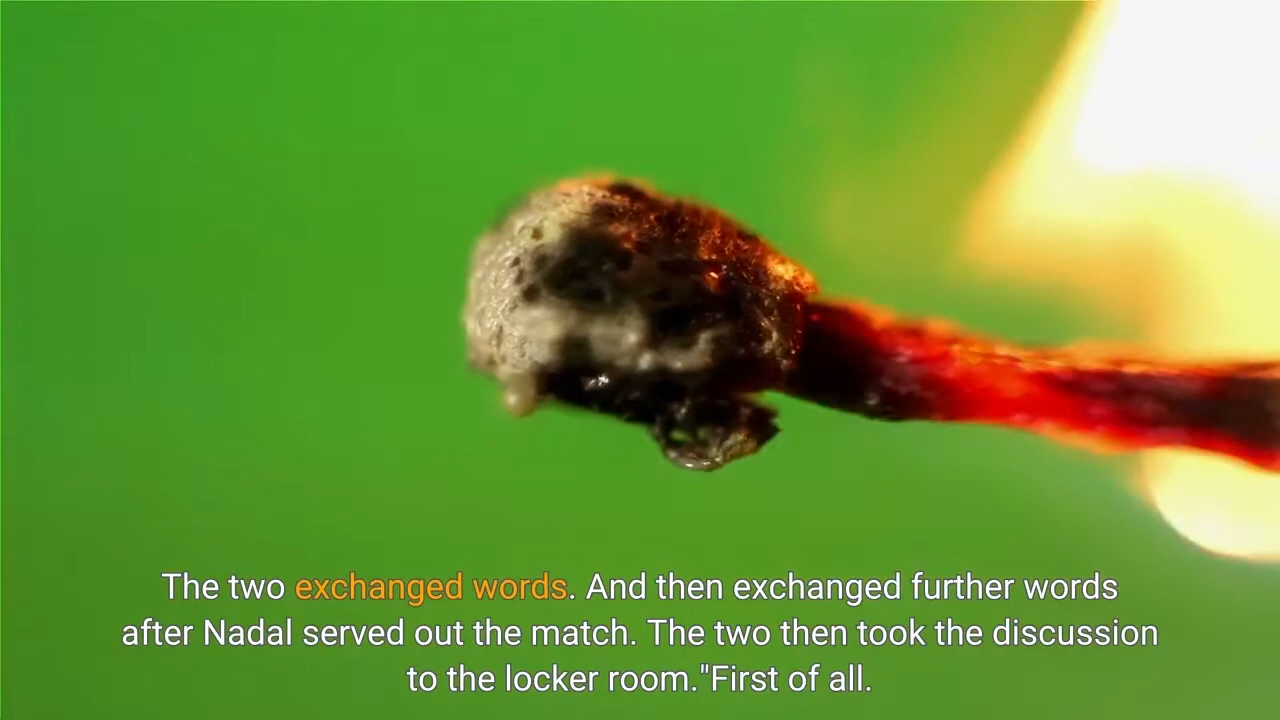 The two exchanged words. And then exchanged further words
after Nadal served out the match. The two then took the discussion
to the locker room."First of all.